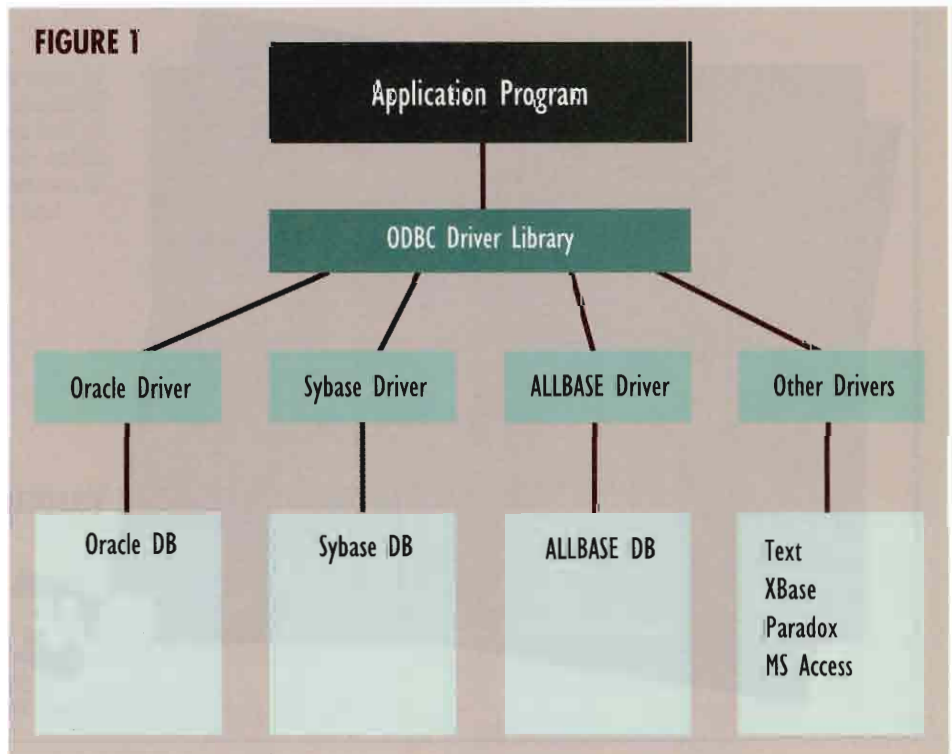 FIGURE 1
Application Program
ODBC Driver Library
Oracle Driver
Sybase Driver
ALLBASE Driver
Other Drivers
Oracle DB
Sybase DB
ALLBASE DB
Text
XBase
Paradox
MS Access